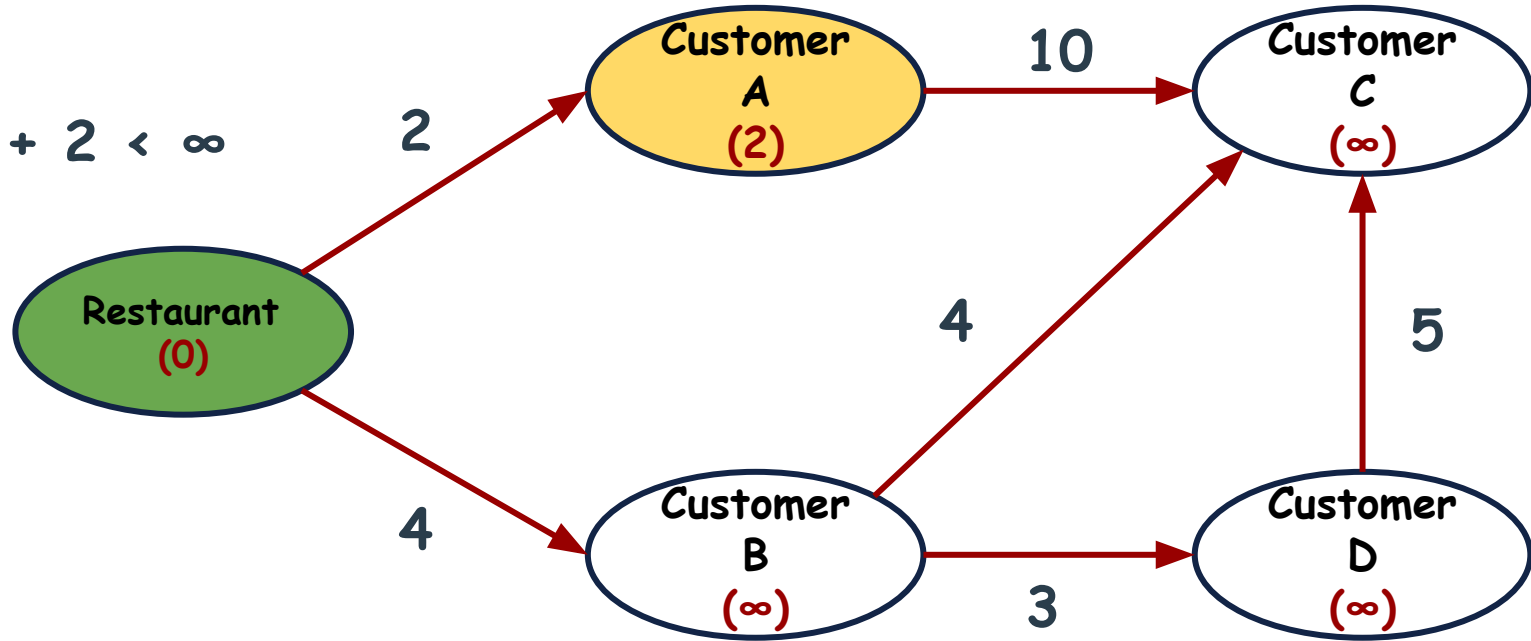 Customer
A
(2)
10
Customer
C
(∞)
+ 2 < ∞
2
Restaurant
(0)
4
5
4
Customer
B
(∞)
3
Customer
D
(∞)